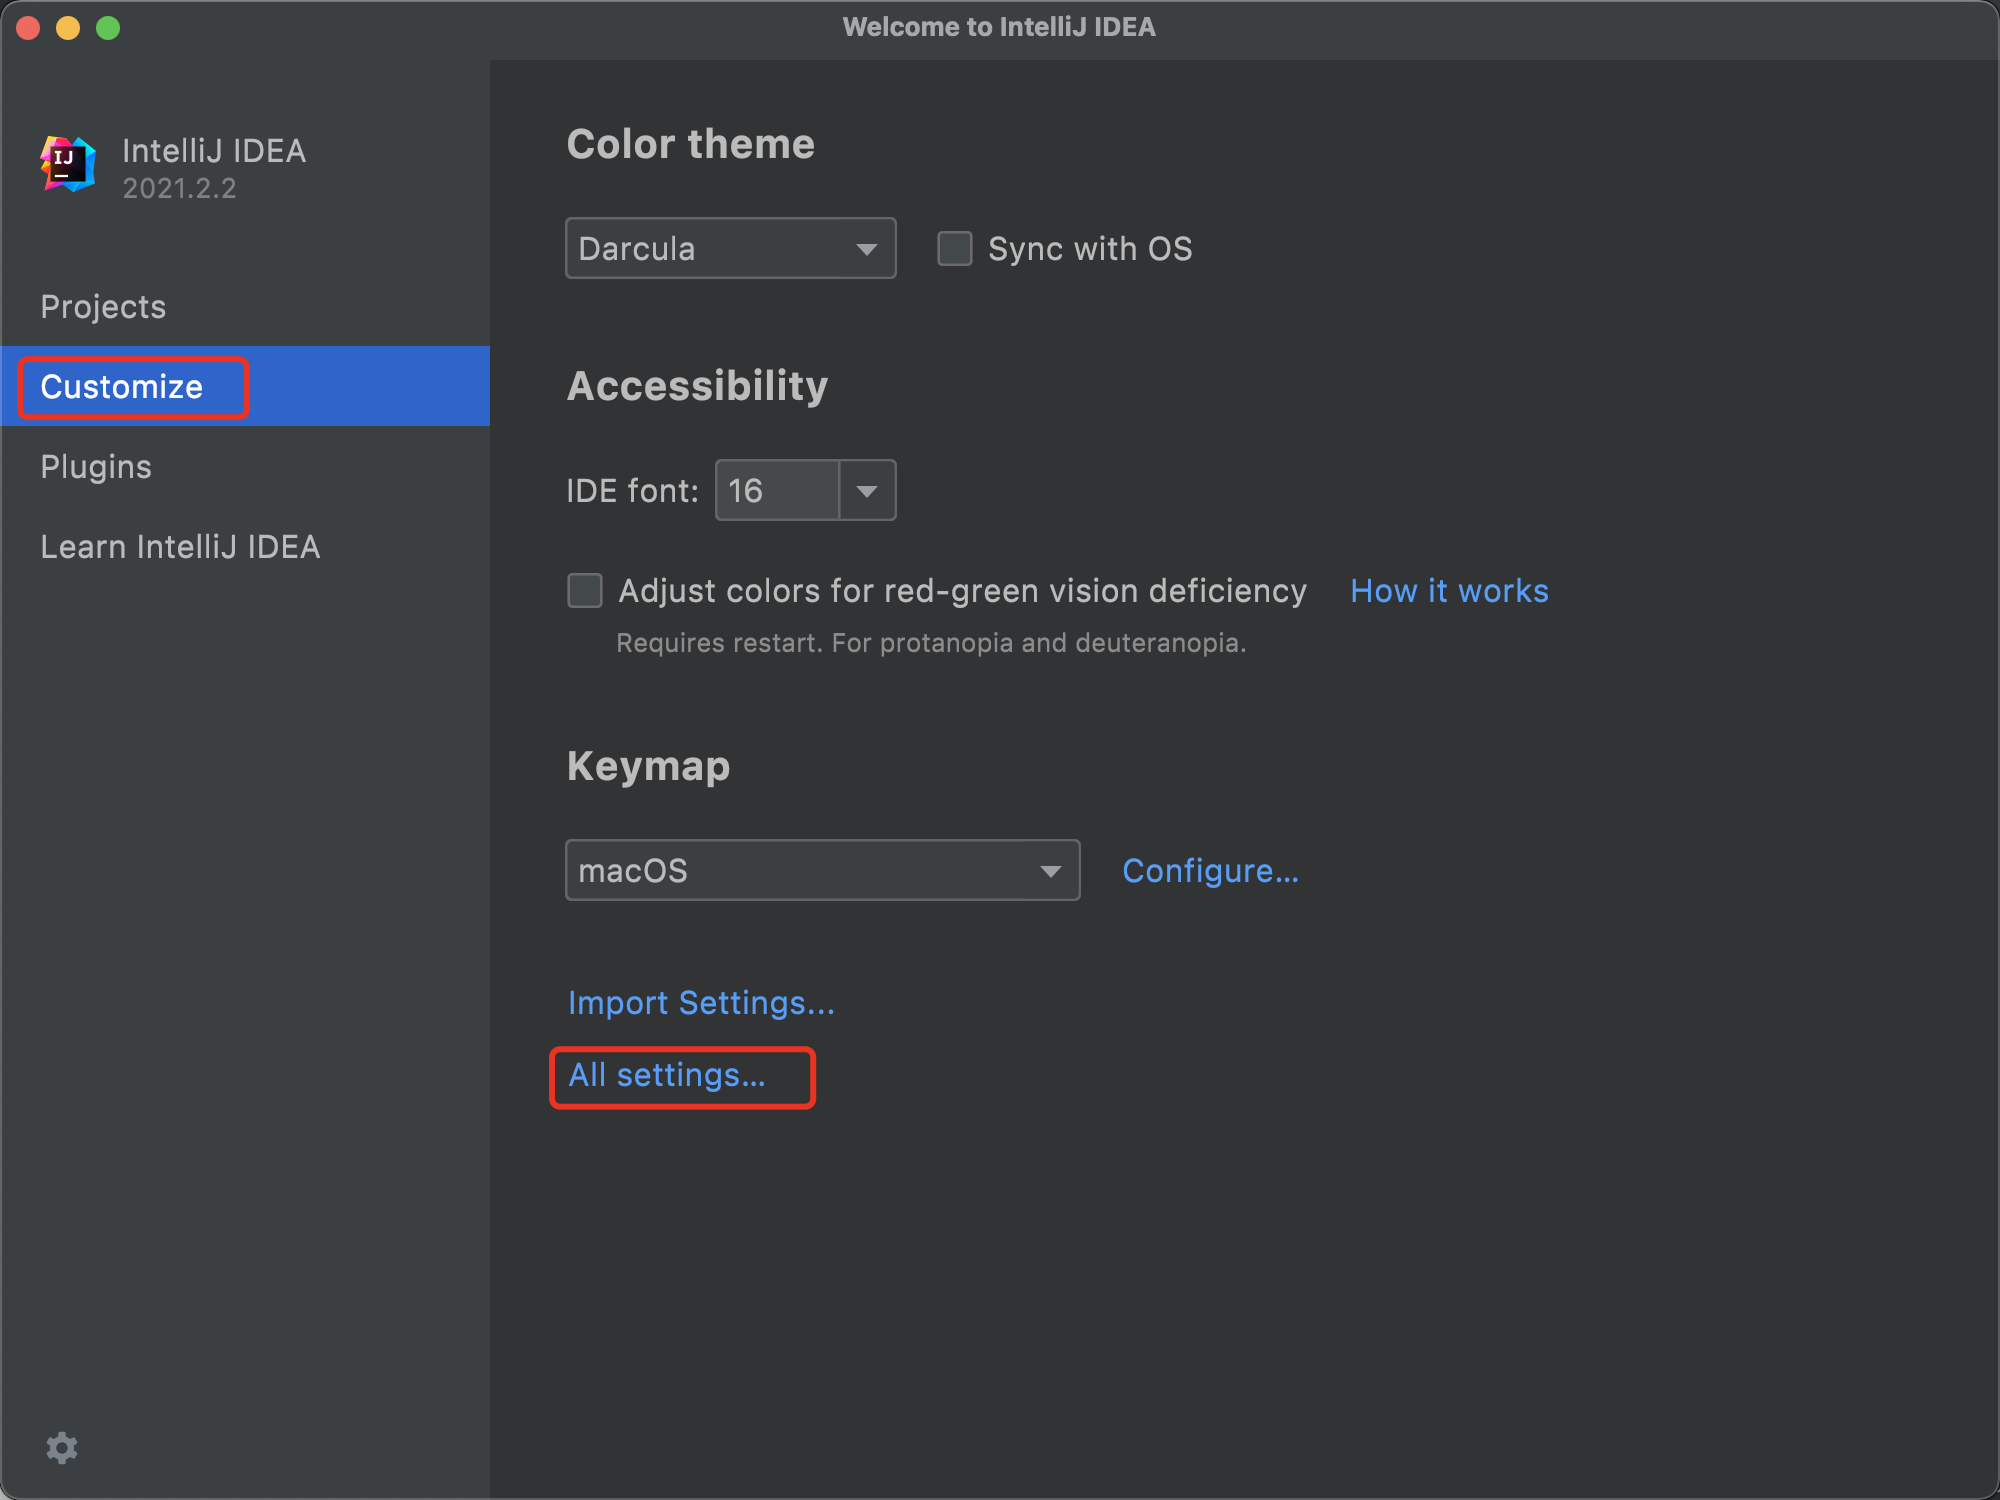 Welcome to IntelliJ IDEA
IJ
IntelliJ IDEA
2021.2.2
Projects
Customize
Plugins
Learn IntelliJ IDEA
Color theme
Darcula
Sync with OS
Accessibility
IDE font: 16
Adjust colors for red-green vision deficiency How it works
Requires restart. For protanopia and deuteranopia.
Keymap
macOS Configure...
Import Settings...
All settings...